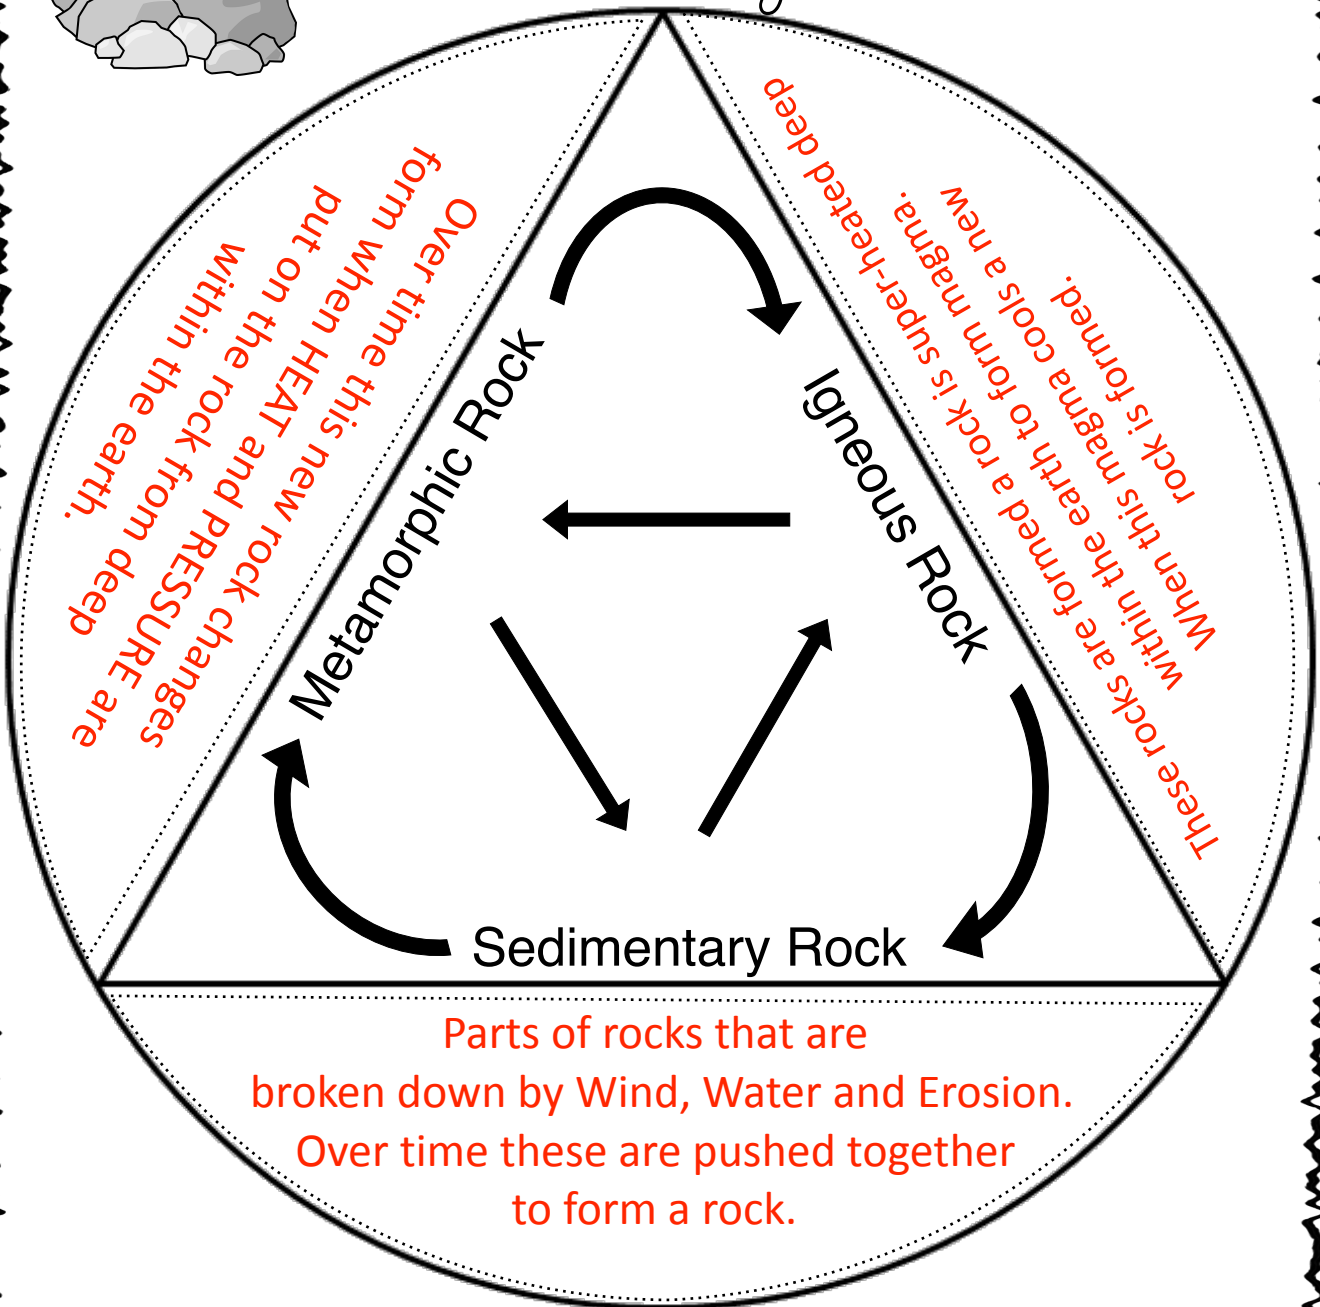 Metamorphic Rock
Igneous Rock
Sedimentary Rock
Over time this new rock changes
form when HEAT and PRESSURE are
put on the rock from deep
within the earth.
These rocks are formed a rock is super-heated deep
within the earth to form magma.
When this magma cools a new
rock is formed.
Parts of rocks that are
broken down by Wind, Water and Erosion.
Over time these are pushed together
to form a rock.